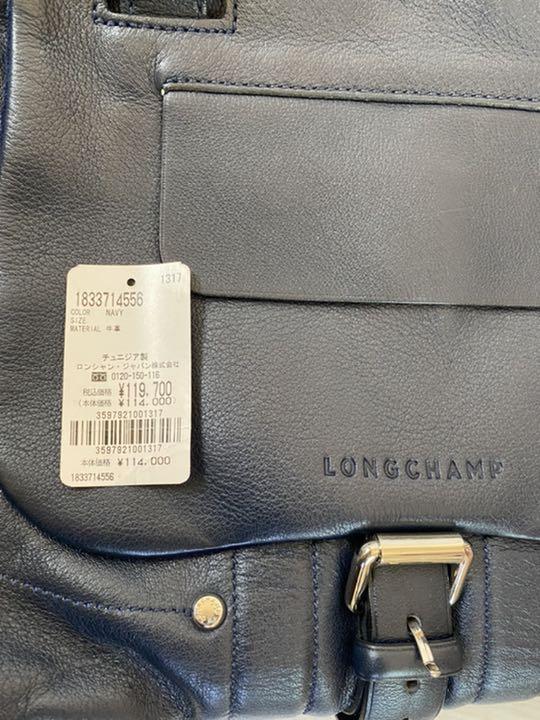 1317
1833714556
COLOR NAVY
SIZE
MATERIAL 牛革
チュニジア製
ロンシャン・ジャパン株式会社
0120-150-116
税込価格 ¥119,700
(本体価格 ¥114,000)
3597921001317
3597921001317
本体価格 ¥114,000
1833714556
LONGCHAMP